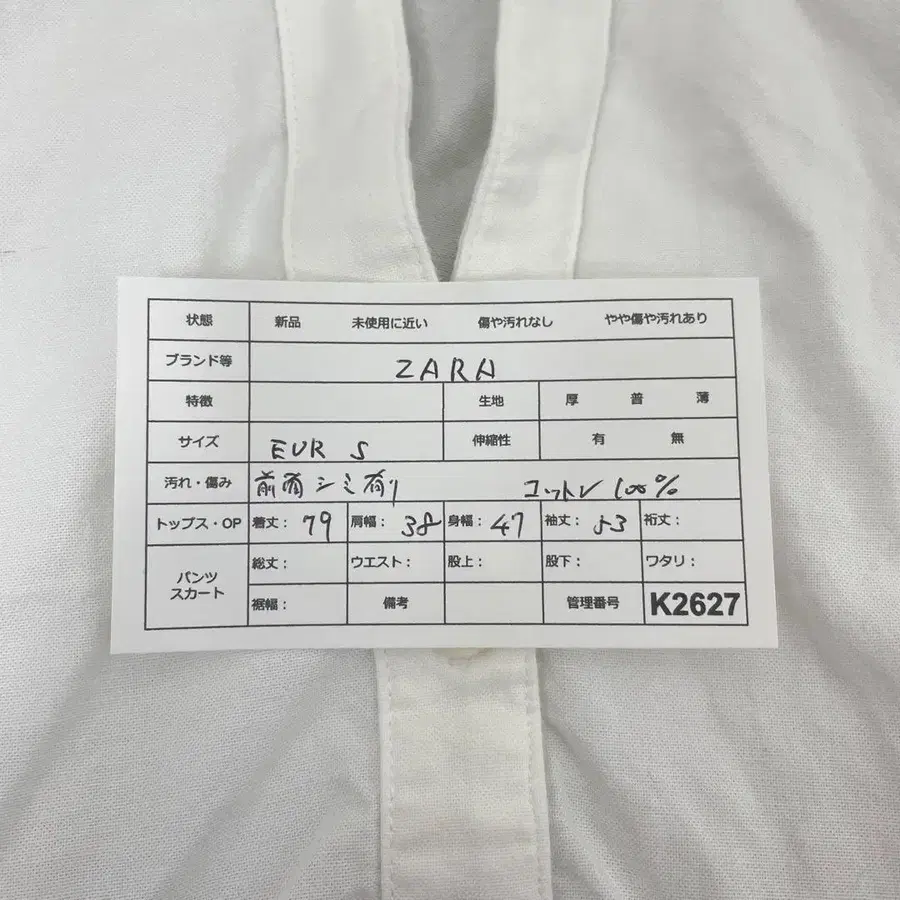 状態 新品 未使用に近い 傷や汚れなし やや傷や汚れあり
ブランド等 ZARA
特徴 生地 厚 普 薄
サイズ EUR S 伸縮性 有 無
汚れ・傷み 前面シミ有り コットン 100%
トップス・OP 着丈: 79 肩幅: 38 身幅: 47 袖丈: 53 裄丈:
パンツ スカート 総丈: ウエスト: 股上: 股下: ワタリ:
裾幅: 備考 管理番号 K2627